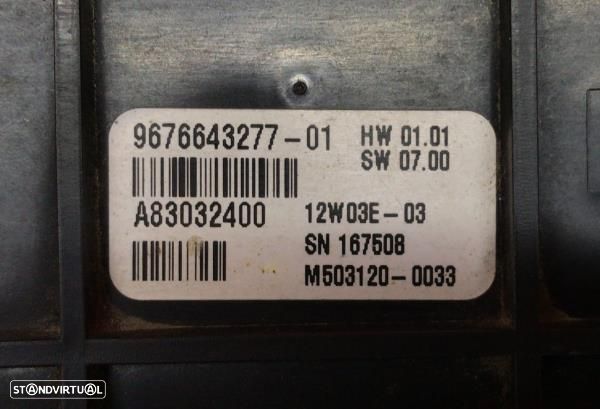 9676643277-01
HW 01.01
SW 07.00
A83032400
12W03E-03
SN 167508
M503120-0033
STANDVIRTUAL